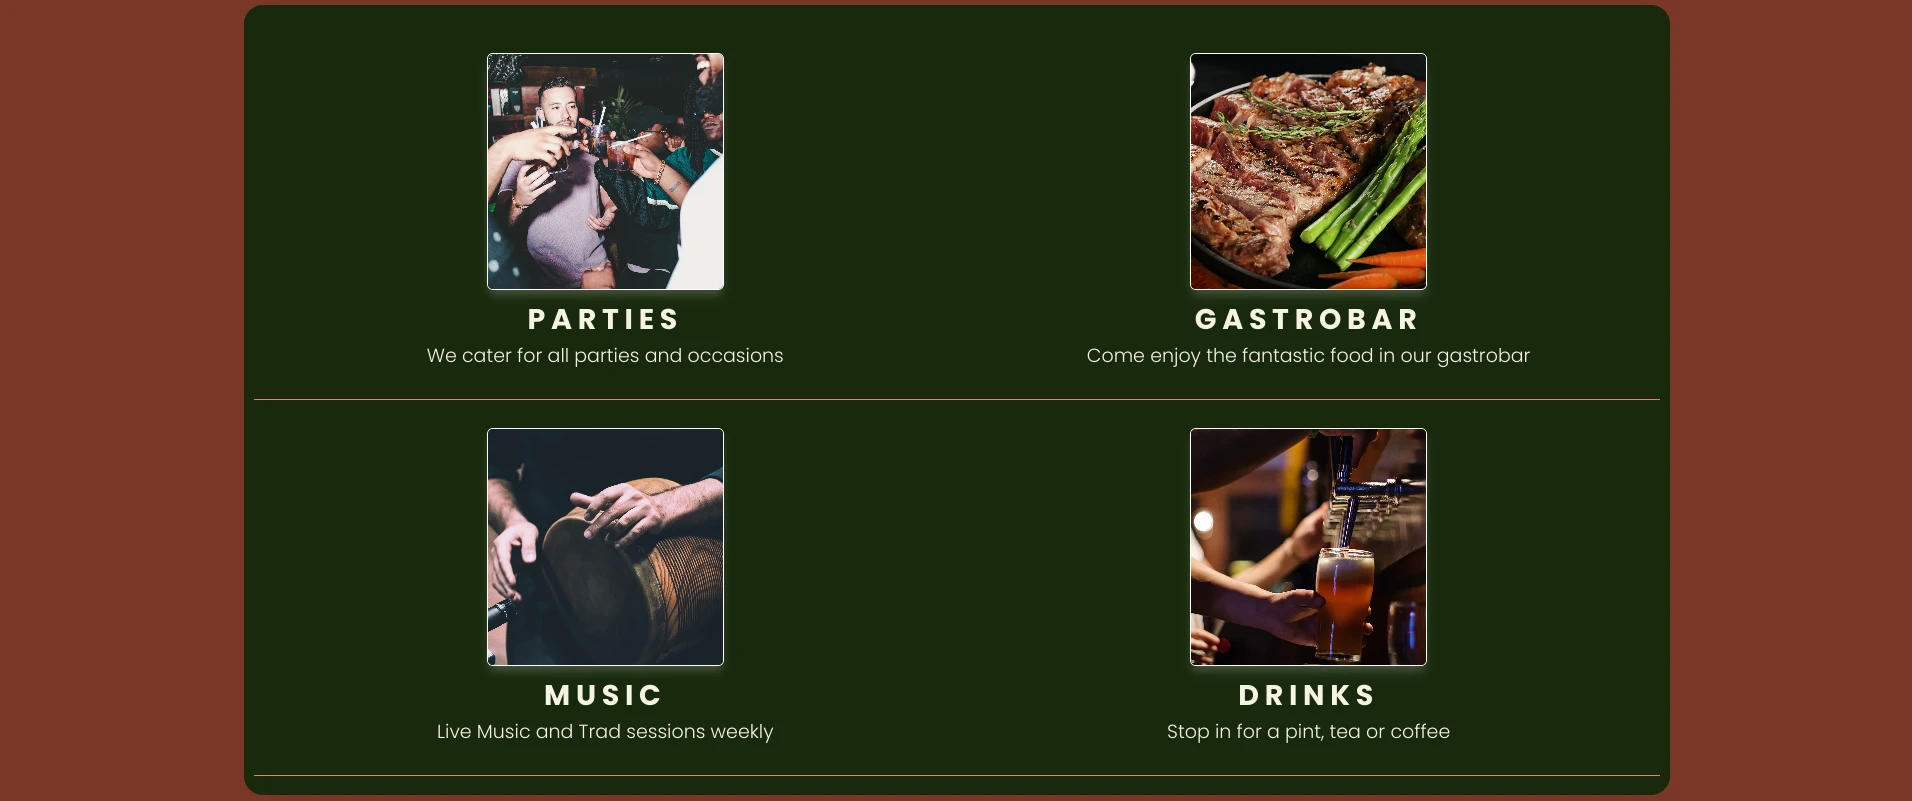 PARTIES
We cater for all parties and occasions
GASTROBAR
Come enjoy the fantastic food in our gastrobar
MUSIC
Live Music and Trad sessions weekly
DRINKS
Stop in for a pint, tea or coffee